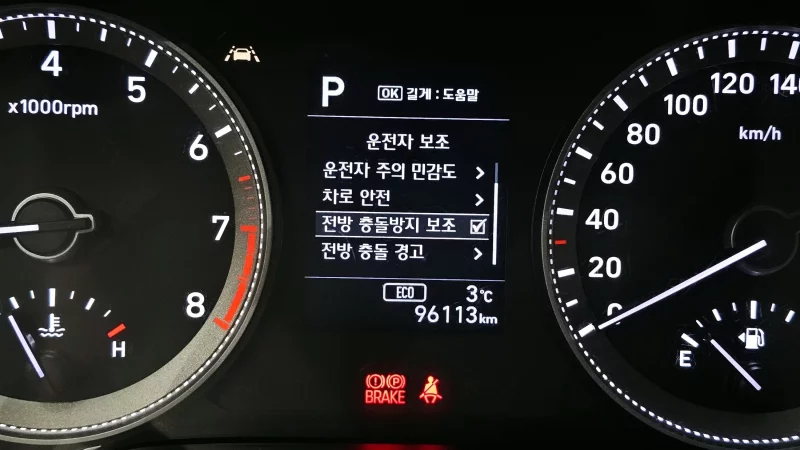 4
5
x1000rpm
6
7
8
H
P
OK 길게 : 도움말
운전자 보조
운전자 주의 민감도
차로 안전
전방 충돌방지 보조
전방 충돌 경고
ECO
3℃
96113km
P
BRAKE
120
100
80
km/h
60
40
20
0
E